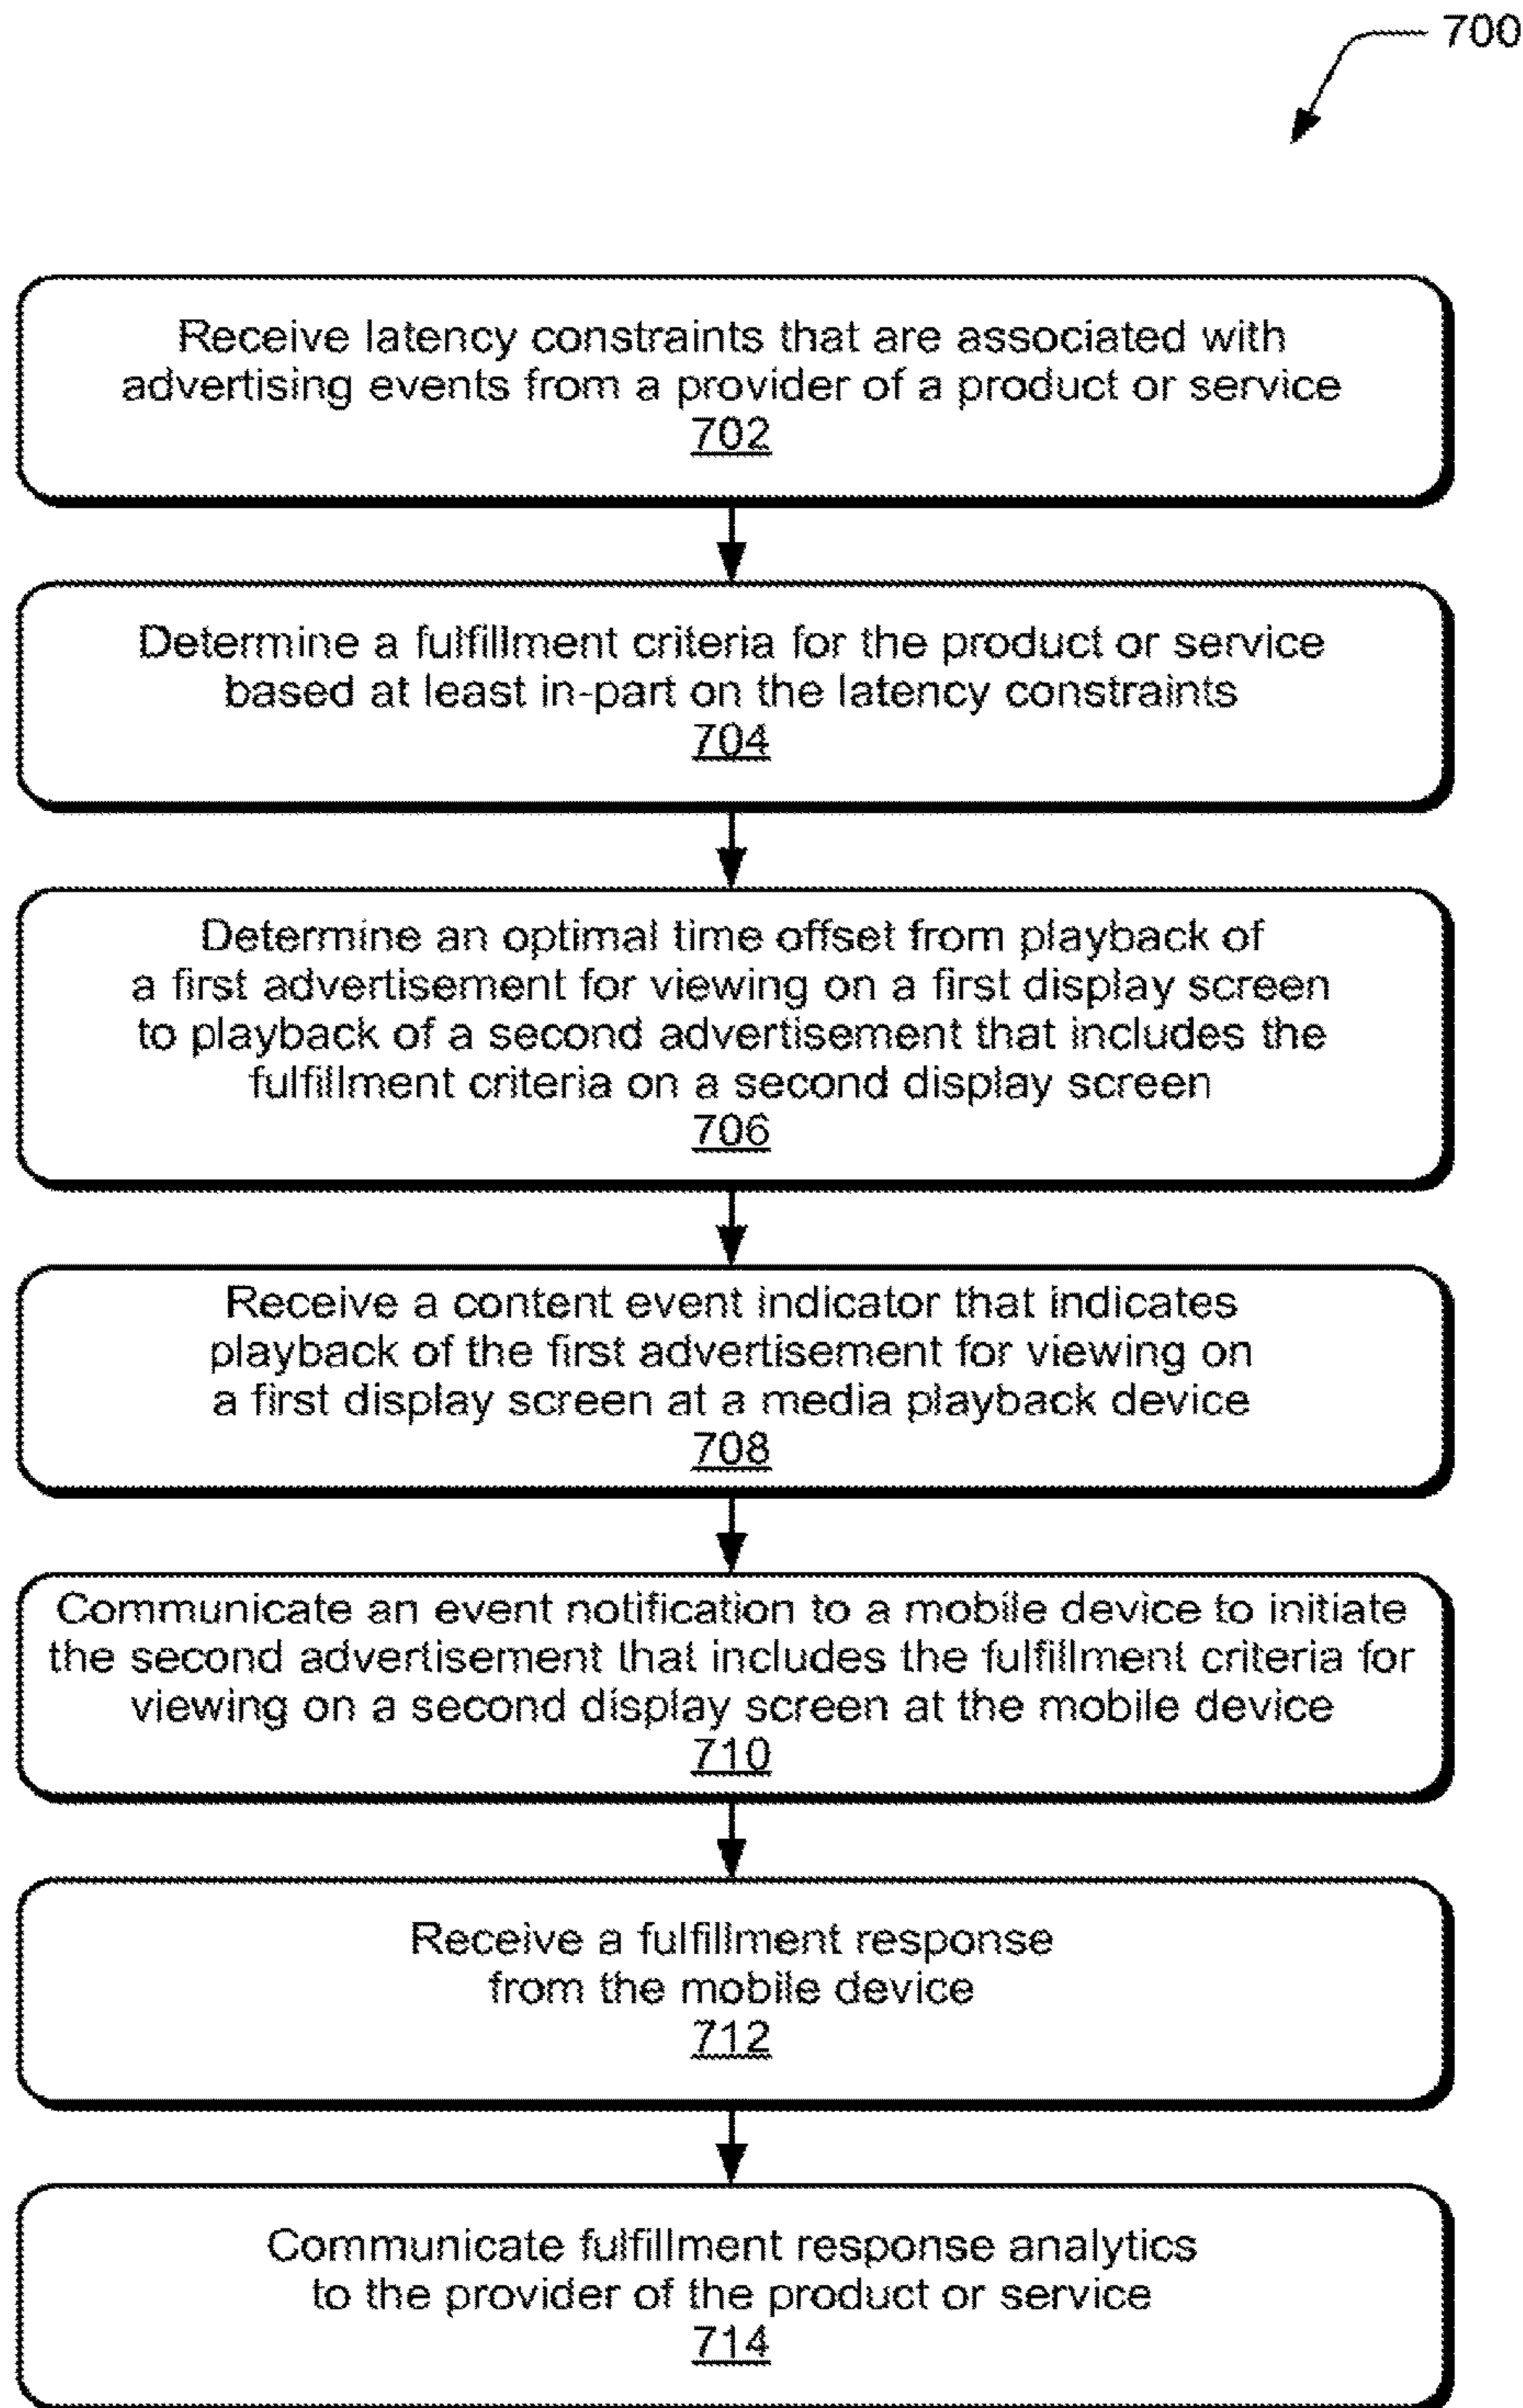 700
Receive latency constraints that are associated with
advertising events from a provider of a product or service
702
Determine a fulfillment criteria for the product or service
based at least in-part on the latency constraints
704
Determine an optimal time offset from playback of
a first advertisement for viewing on a first display screen
to playback of a second advertisement that includes the
fulfillment criteria on a second display screen
706
Receive a content event indicator that indicates
playback of the first advertisement for viewing on
a first display screen at a media playback device
708
Communicate an event notification to a mobile device to initiate
the second advertisement that includes the fulfillment criteria for
viewing on a second display screen at the mobile device
710
Receive a fulfillment response
from the mobile device
712
Communicate fulfillment response analytics
to the provider of the product or service
714